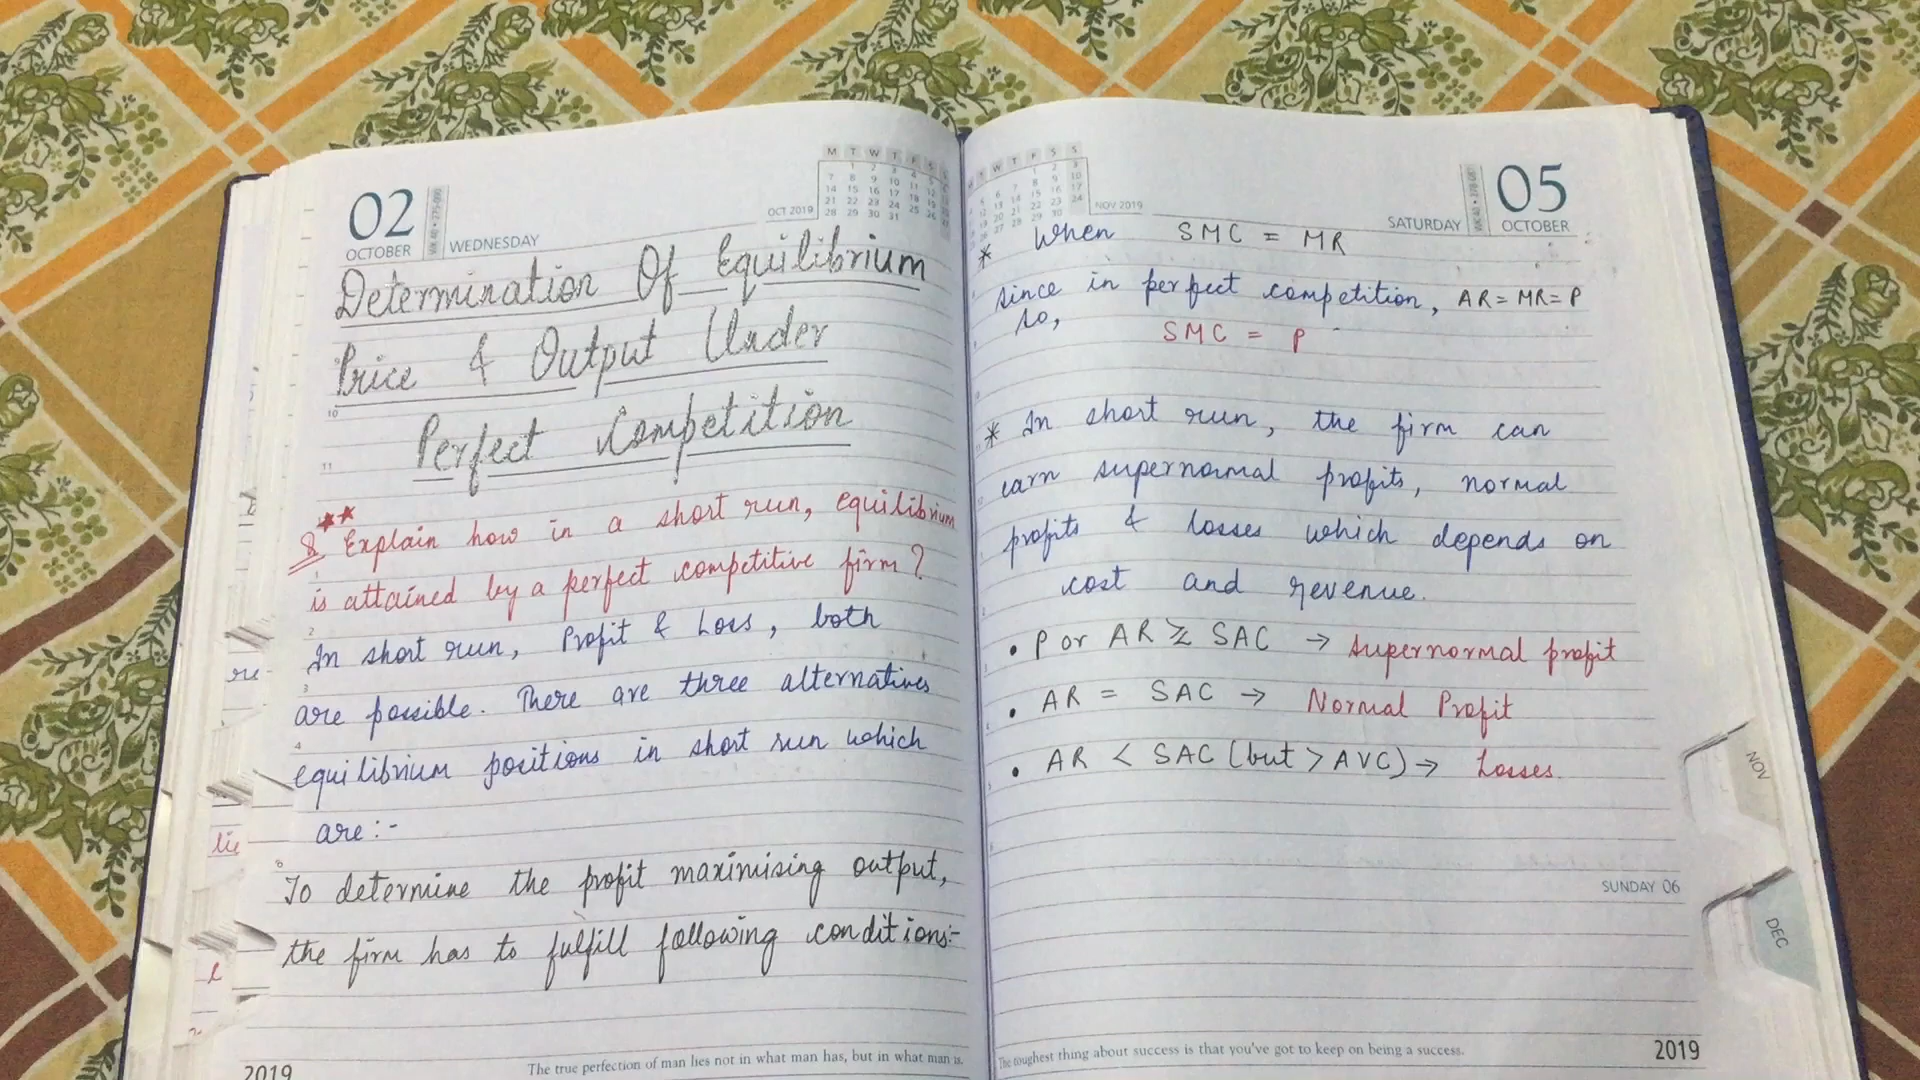 02
OCTOBER
WEDNESDAY
OCT 2019
M T W T F S S
Determination Of Equilibrium
Price & Output Under
Perfect Competition
Q Explain how in a short run, equilibrium
is attained by a perfect competitive firm?
In short run, Profit & Loss, both
are possible. There are three alternatives
equilibrium positions in short run which
are:-
To determine the profit maximising output,
the firm has to fulfill following conditions:-
2019
The true perfection of man lies not in what man has, but in what man is.
NOV 2019
SATURDAY
05
OCTOBER
* When SMC = MR
since in perfect competition, AR = MR = P
so,
SMC = P
* In short run, the firm can
earn supernormal profits, normal
profits & losses which depends on
cost and revenue.
• P or AR ≥ SAC → supernormal profit
• AR = SAC → Normal Profit
• AR < SAC (but > AVC) → Losses.
SUNDAY 06
The toughest thing about success is that you've got to keep on being a success.
2019
NOV
DEC